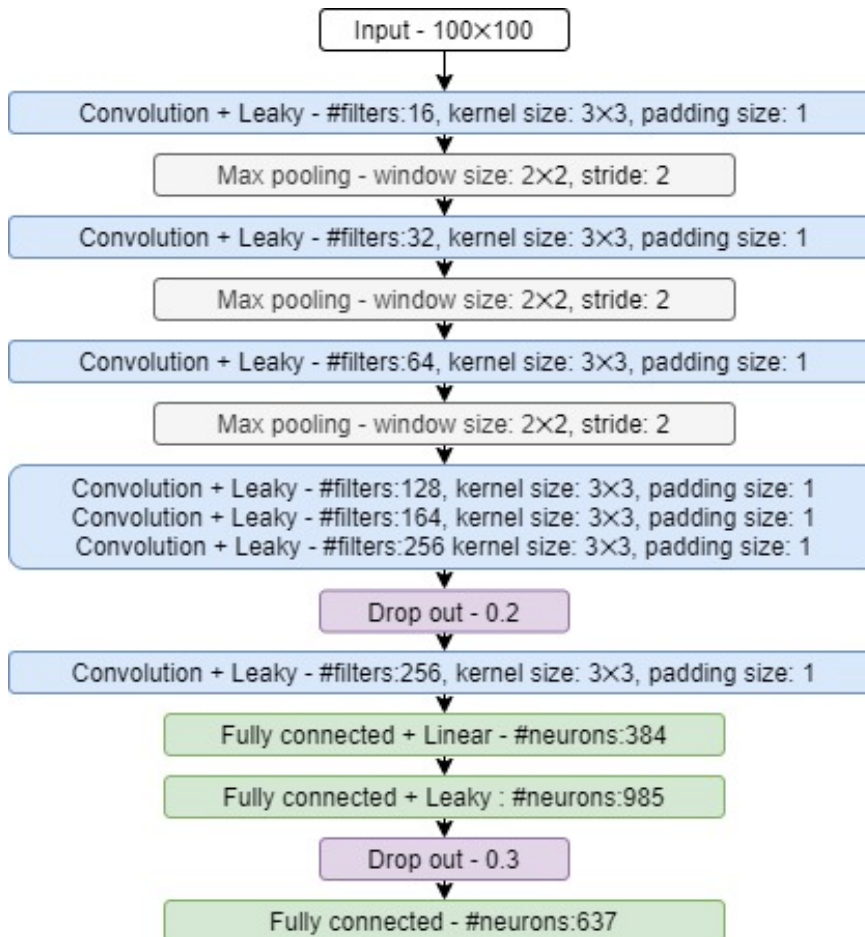 Input - 100×100
Convolution + Leaky - #filters:16, kernel size: 3×3, padding size: 1
Max pooling - window size: 2×2, stride: 2
Convolution + Leaky - #filters:32, kernel size: 3×3, padding size: 1
Max pooling - window size: 2×2, stride: 2
Convolution + Leaky - #filters:64, kernel size: 3×3, padding size: 1
Max pooling - window size: 2×2, stride: 2
Convolution + Leaky - #filters:128, kernel size: 3×3, padding size: 1
Convolution + Leaky - #filters:164, kernel size: 3×3, padding size: 1
Convolution + Leaky - #filters:256 kernel size: 3×3, padding size: 1
Drop out - 0.2
Convolution + Leaky - #filters:256, kernel size: 3×3, padding size: 1
Fully connected + Linear - #neurons:384
Fully connected + Leaky : #neurons:985
Drop out - 0.3
Fully connected - #neurons:637